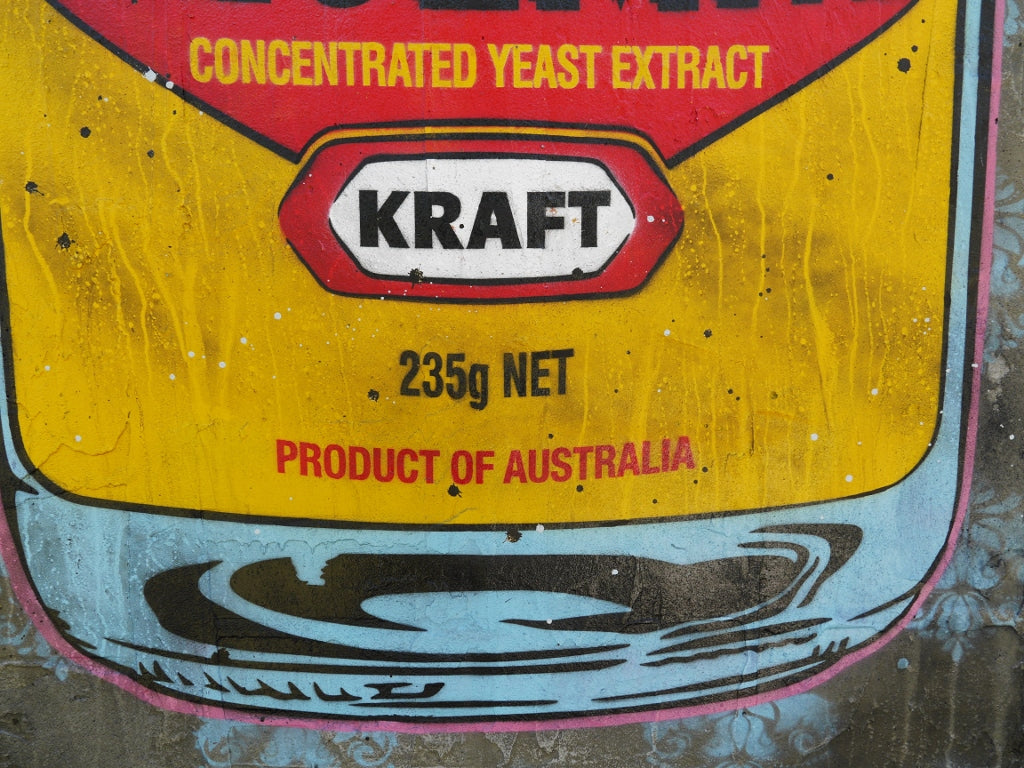 CONCENTRATED YEAST EXTRACT
KRAFT
235g NET
PRODUCT OF AUSTRALIA